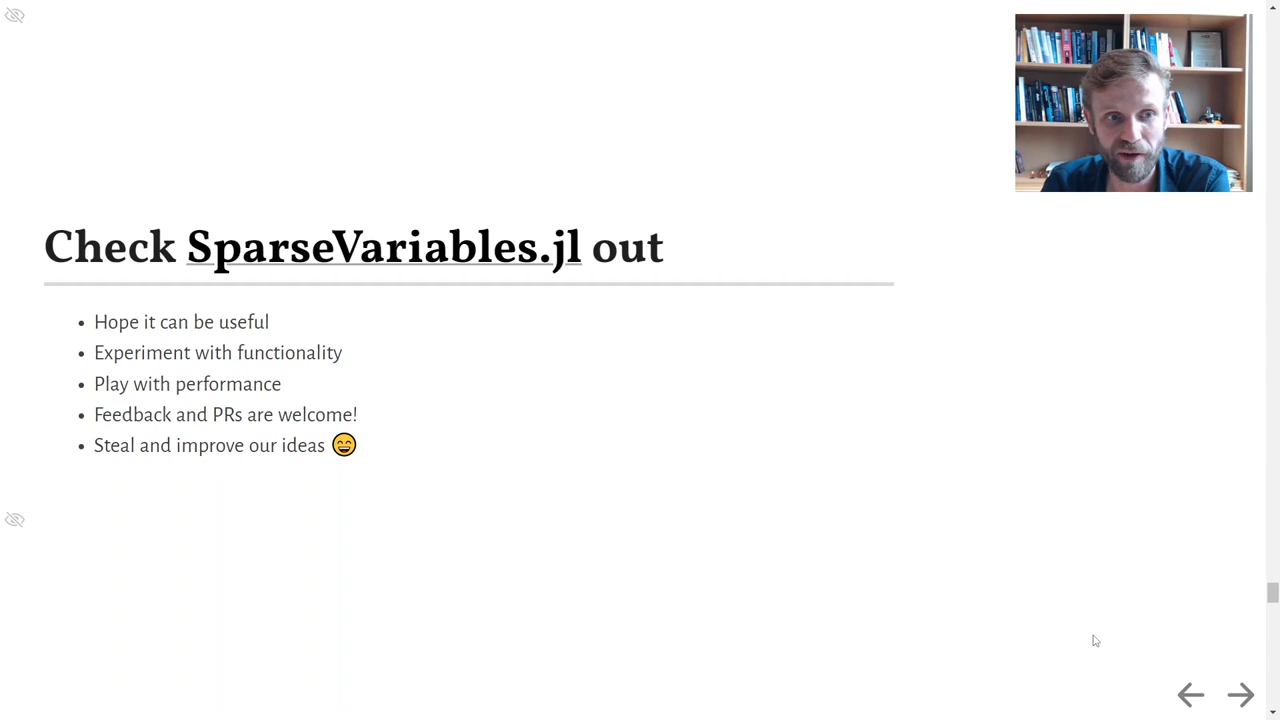 Check SparseVariables.jl out
Hope it can be useful
Experiment with functionality
Play with performance
Feedback and PRs are welcome!
Steal and improve our ideas 😄